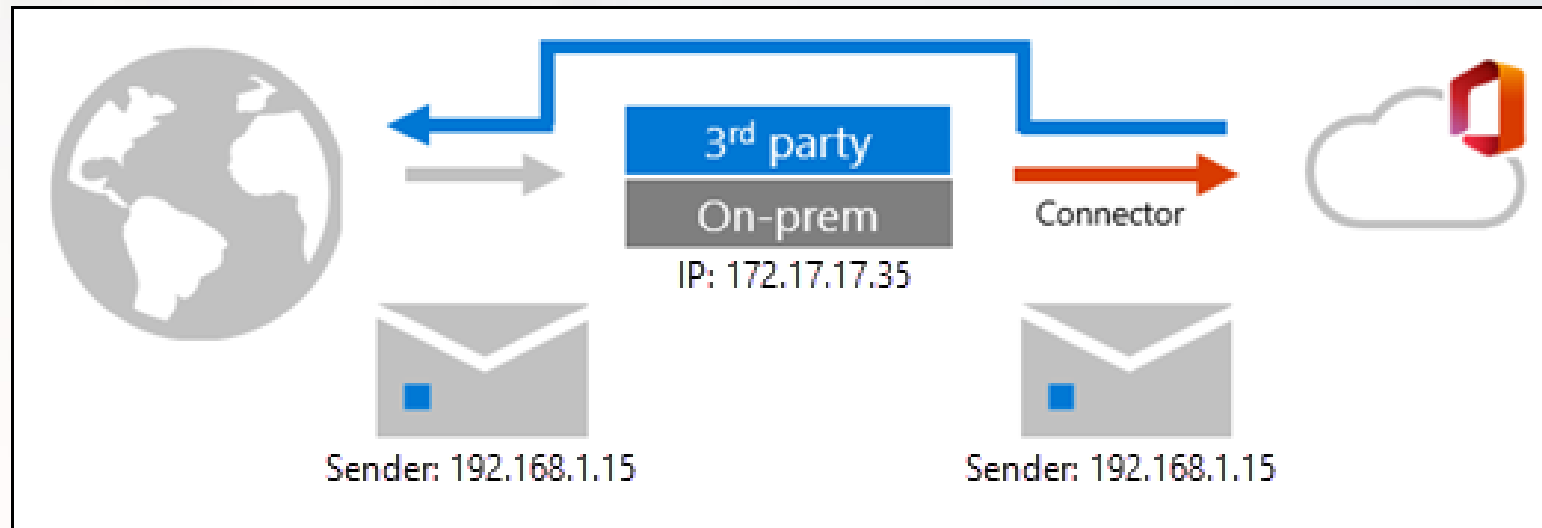 3rd party
On-prem
Connector
IP: 172.17.17.35
Sender: 192.168.1.15
Sender: 192.168.1.15